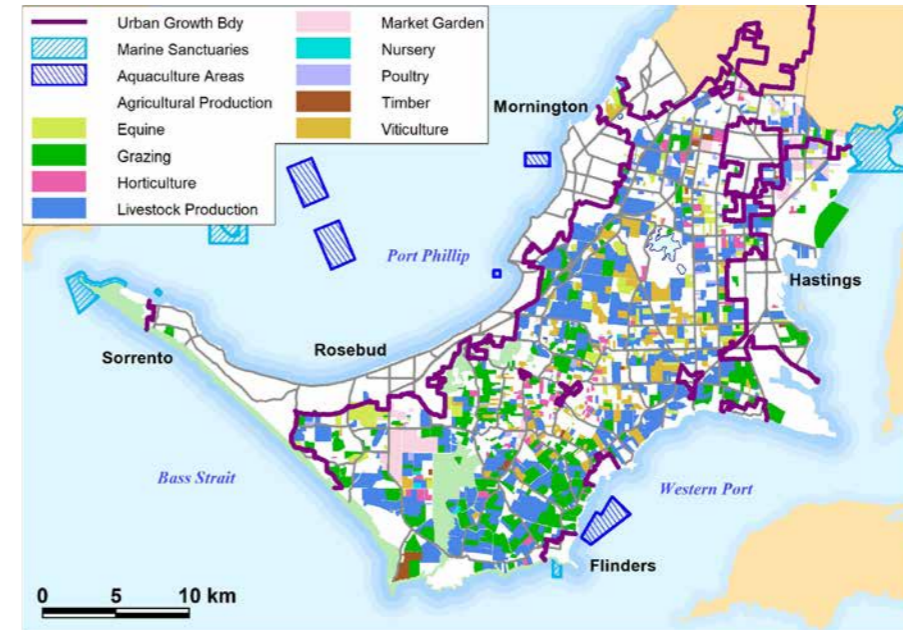 Urban Growth Bdy
Marine Sanctuaries
Aquaculture Areas
Agricultural Production
Equine
Grazing
Horticulture
Livestock Production
Market Garden
Nursery
Poultry
Timber
Viticulture
Mornington
Port Phillip
Hastings
Rosebud
Sorrento
Bass Strait
Western Port
Flinders
0 5 10 km